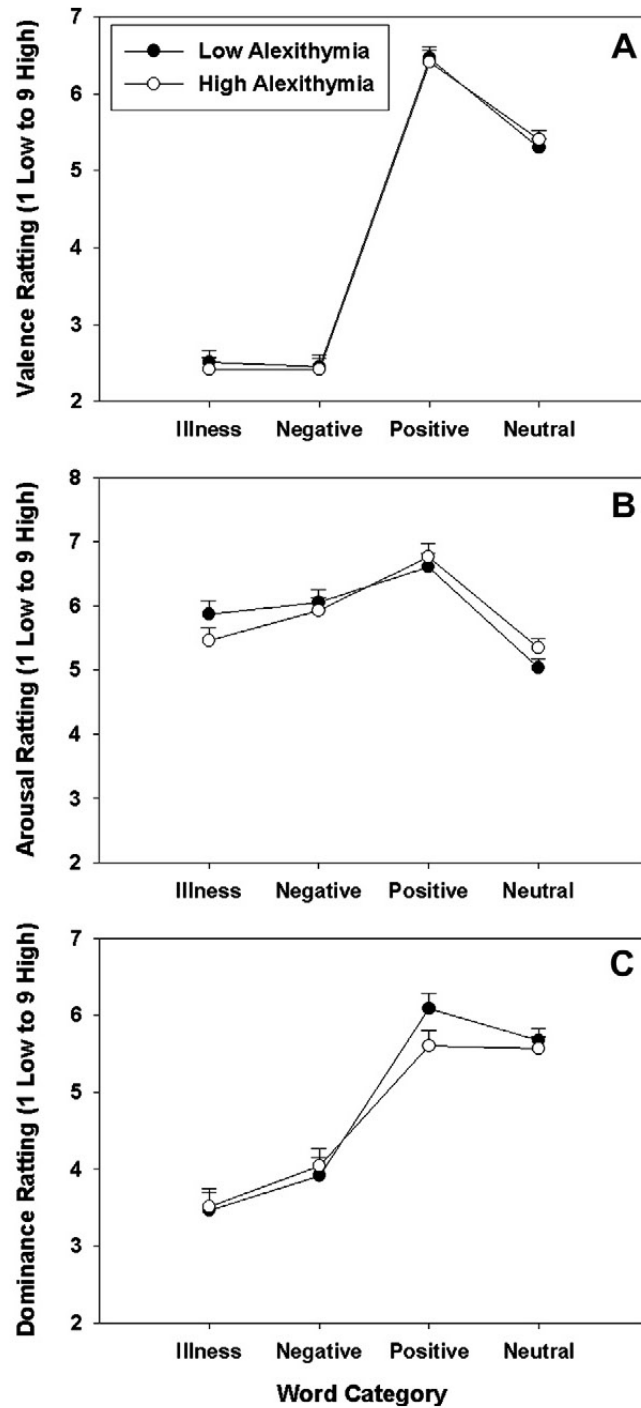 A
Low Alexithymia
High Alexithymia
Valence Ratting (1 Low to 9 High)
7
6
5
4
3
2
Illness Negative Positive Neutral
B
Arousal Ratting (1 Low to 9 High)
8
7
6
5
4
3
2
Illness Negative Positive Neutral
C
Dominance Ratting (1 Low to 9 High)
7
6
5
4
3
2
Illness Negative Positive Neutral
Word Category